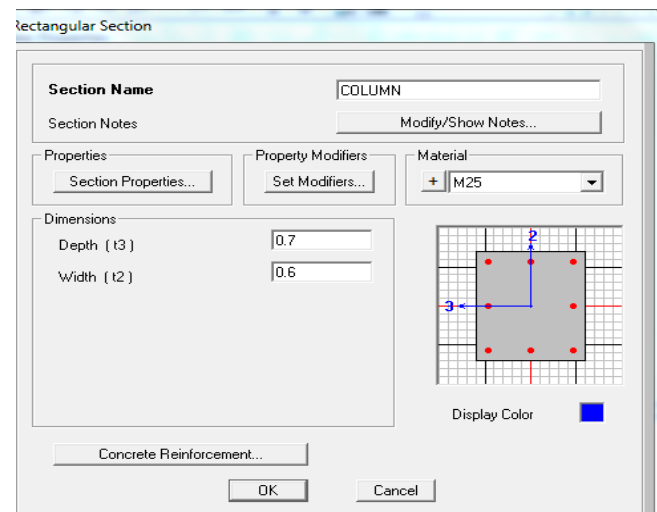 Rectangular Section
Section Name COLUMN
Section Notes Modify/Show Notes...
Properties Property Modifiers Material
Section Properties... Set Modifiers... + M25
Dimensions
Depth ( t3 ) 0.7
Width ( t2 ) 0.6
2
3
Display Color
Concrete Reinforcement...
OK Cancel